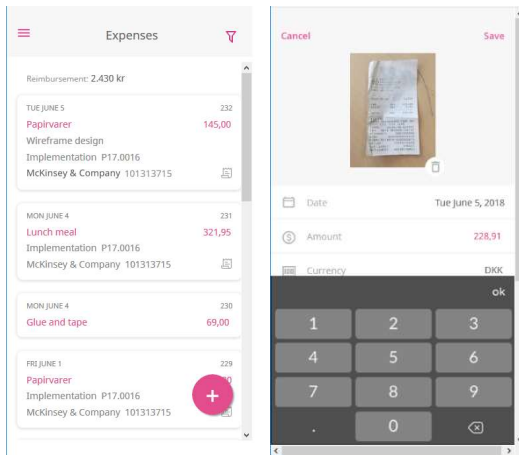 Expenses
Reimbursement: 2.430 kr
TUE JUNE 5 232
Papirvarer 145,00
Wireframe design
Implementation P17.0016
McKinsey & Company 101313715
MON JUNE 4 231
Lunch meal 321,95
Implementation P17.0016
McKinsey & Company 101313715
MON JUNE 4 230
Glue and tape 69,00
FRI JUNE 1 229
Papirvarer
Implementation P17.0016
McKinsey & Company 101313715
+
Cancel Save
Date Tue June 5, 2018
Amount 228,91
Currency DKK
ok
1 2 3
4 5 6
7 8 9
. 0